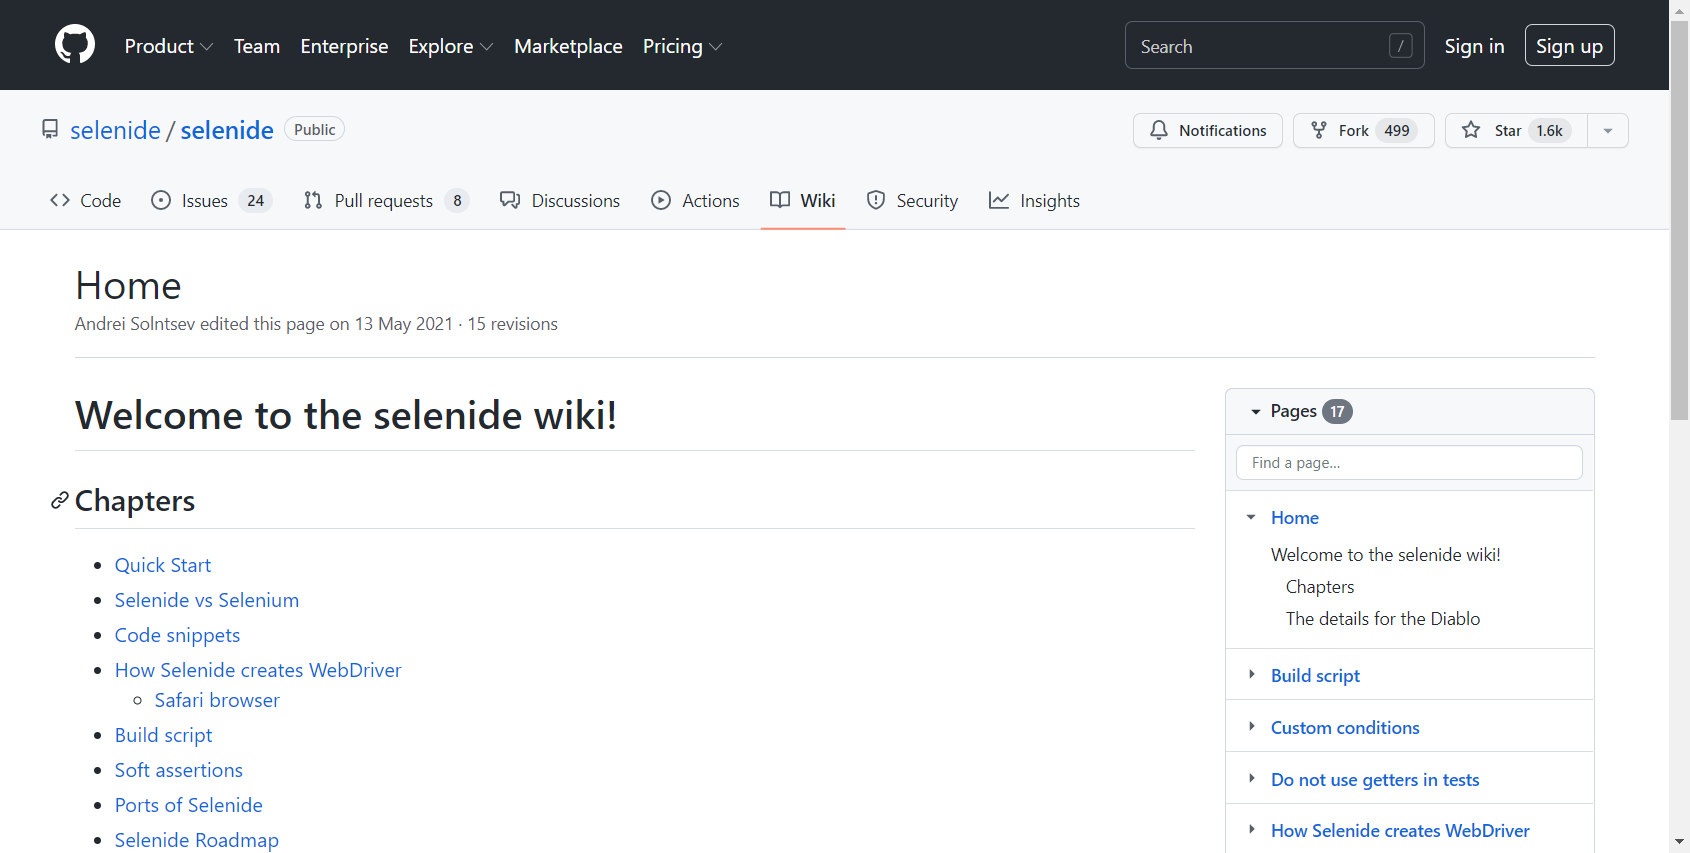 Product Team Enterprise Explore Marketplace Pricing Search / Sign in Sign up
selenide / selenide Public Notifications Fork 499 Star 1.6k
Code Issues 24 Pull requests 8 Discussions Actions Wiki Security Insights
Home
Andrei Solntsev edited this page on 13 May 2021 · 15 revisions
Welcome to the selenide wiki!
Chapters
Quick Start
Selenide vs Selenium
Code snippets
How Selenide creates WebDriver
Safari browser
Build script
Soft assertions
Ports of Selenide
Selenide Roadmap
Pages 17
Find a page...
Home
Welcome to the selenide wiki!
Chapters
The details for the Diablo
Build script
Custom conditions
Do not use getters in tests
How Selenide creates WebDriver